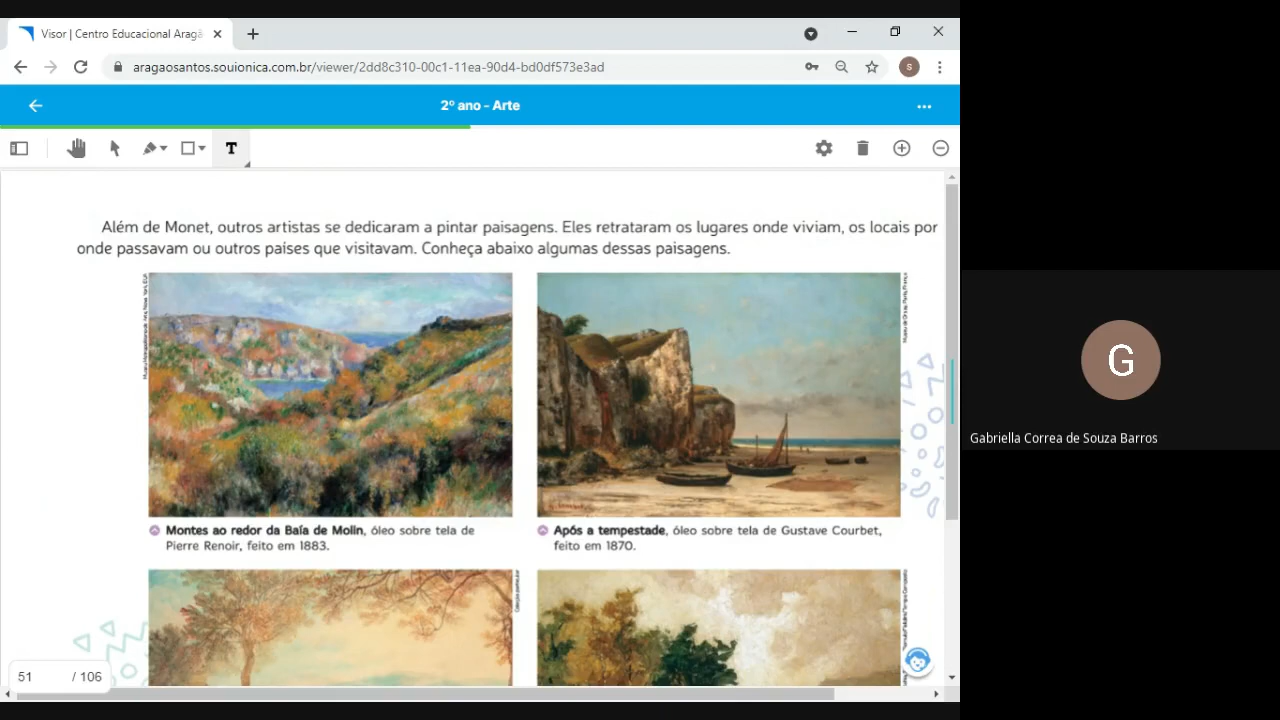 Visor | Centro Educacional Aragã
aragaosantos.souionica.com.br/viewer/2dd8c310-00c1-11ea-90d4-bd0df573e3ad
S
2º ano - Arte
T
Além de Monet, outros artistas se dedicaram a pintar paisagens. Eles retrataram os lugares onde viviam, os locais por
onde passavam ou outros países que visitavam. Conheça abaixo algumas dessas paisagens.
Montes ao redor da Baía de Molin, óleo sobre tela de
Pierre Renoir, feito em 1883.
Após a tempestade, óleo sobre tela de Gustave Courbet,
feito em 1870.
51 / 106
G
Gabriella Correa de Souza Barros